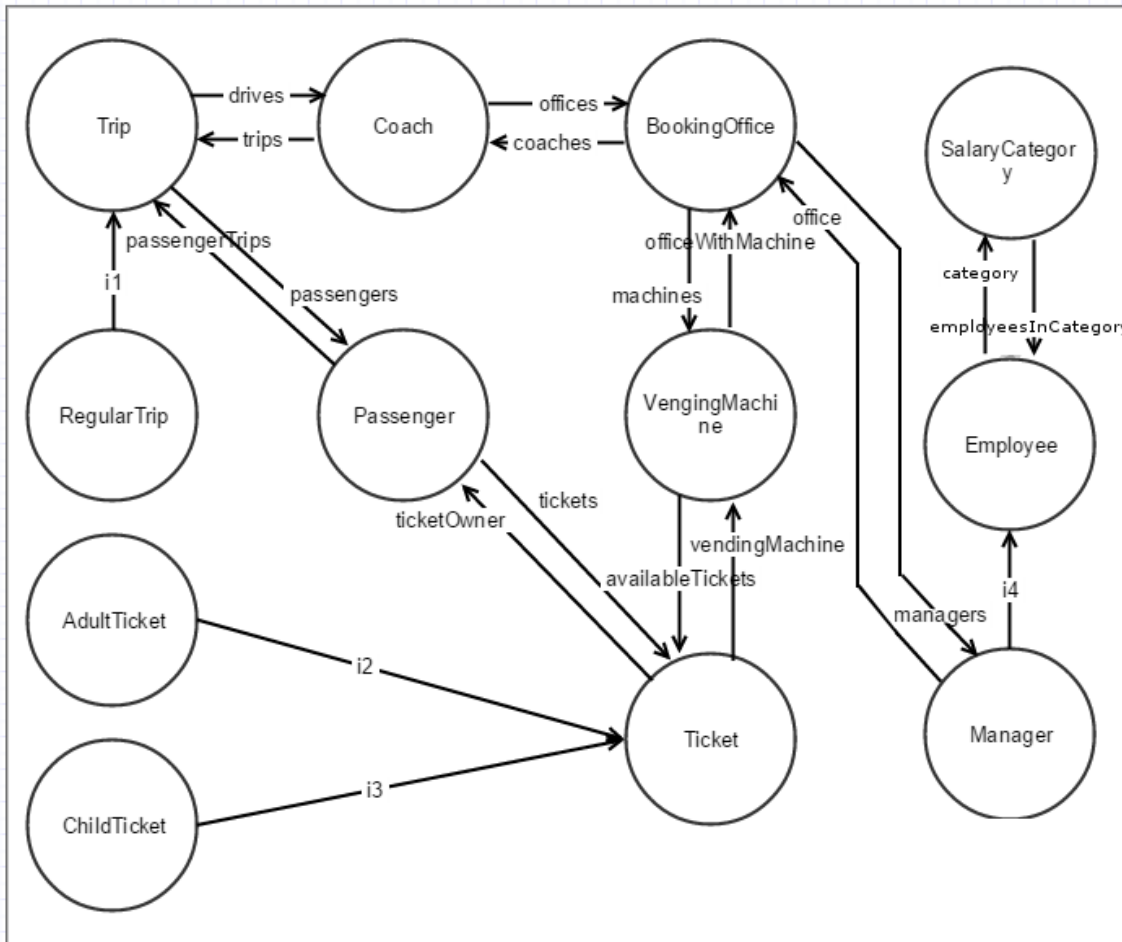 drives
Trip
Coach
trips
offices
BookingOffice
coaches
SalaryCategor
y
office
passengerTrips
officeWithMachine
i1
category
passengers
machines
employeesInCategory
RegularTrip
Passenger
VengingMachi
ne
Employee
tickets
ticketOwner
vendingMachine
availableTickets
i4
managers
AdultTicket
i2
Ticket
Manager
i3
ChildTicket